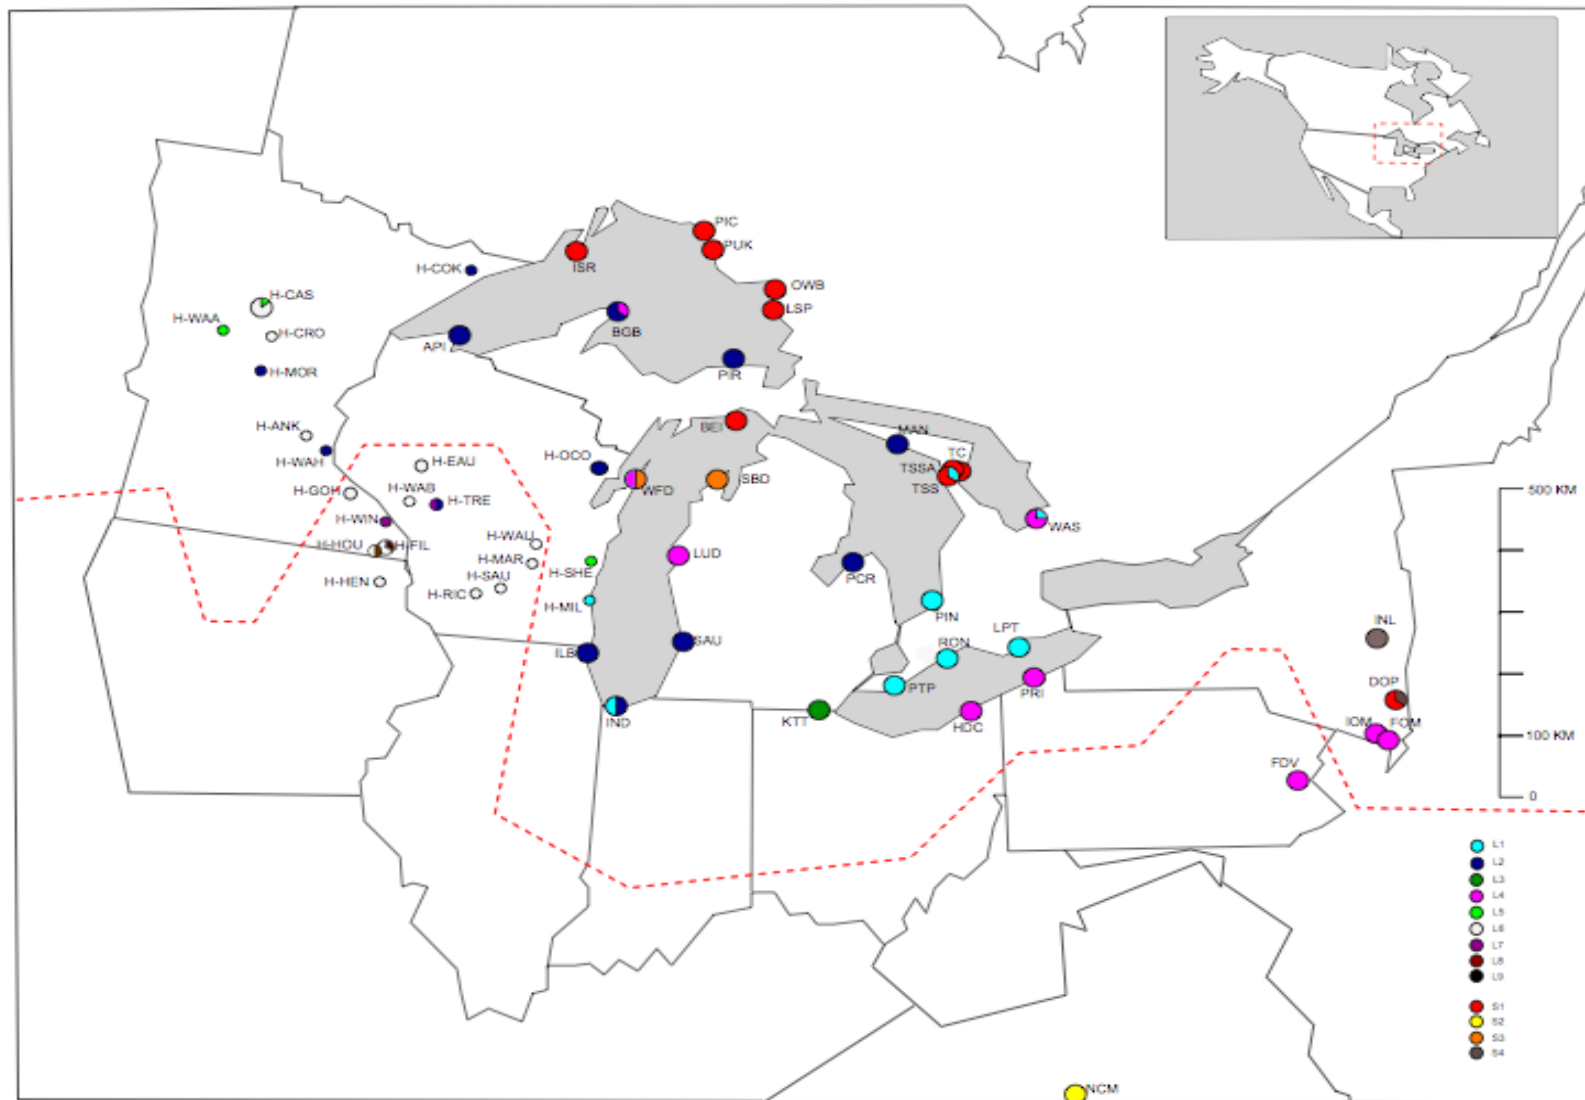 PIC
PUK
ISR
H-COK
OWB
H-CAS
LSP
H-WAA
BGB
H-CRO
API
H-MOR
PIR
BEI
H-ANK
MAN
H-WAH
TC
H-EAU
H-OCO
TSSA
WFD
SBD
TSS
H-GOH
500 KM
H-WAB
H-TRE
H-WIN
WAS
H-WAU
H-HOU
H-FIL
LUD
H-MAR
H-SHE
PCR
H-SAU
H-HEN
H-RIC
H-MIL
PIN
LPT
INL
SAU
RON
ILB
DOP
PTP
PRI
IND
KTT
HOC
IOM
FOM
100 KM
FDV
0
L1
L2
L3
L4
L5
L6
L7
L8
L9
S1
S2
S3
S4
NCM